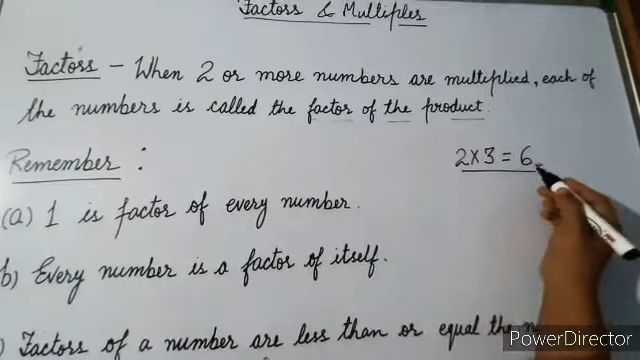 Factors & Multiples
Factors - When 2 or more numbers are multiplied, each of
the numbers is called the factor of the product.
Remember :
2x3 = 6
(a) 1 is factor of every number.
b) Every number is a factor of itself.
) Factors of a number are less than or equal the
PowerDirector